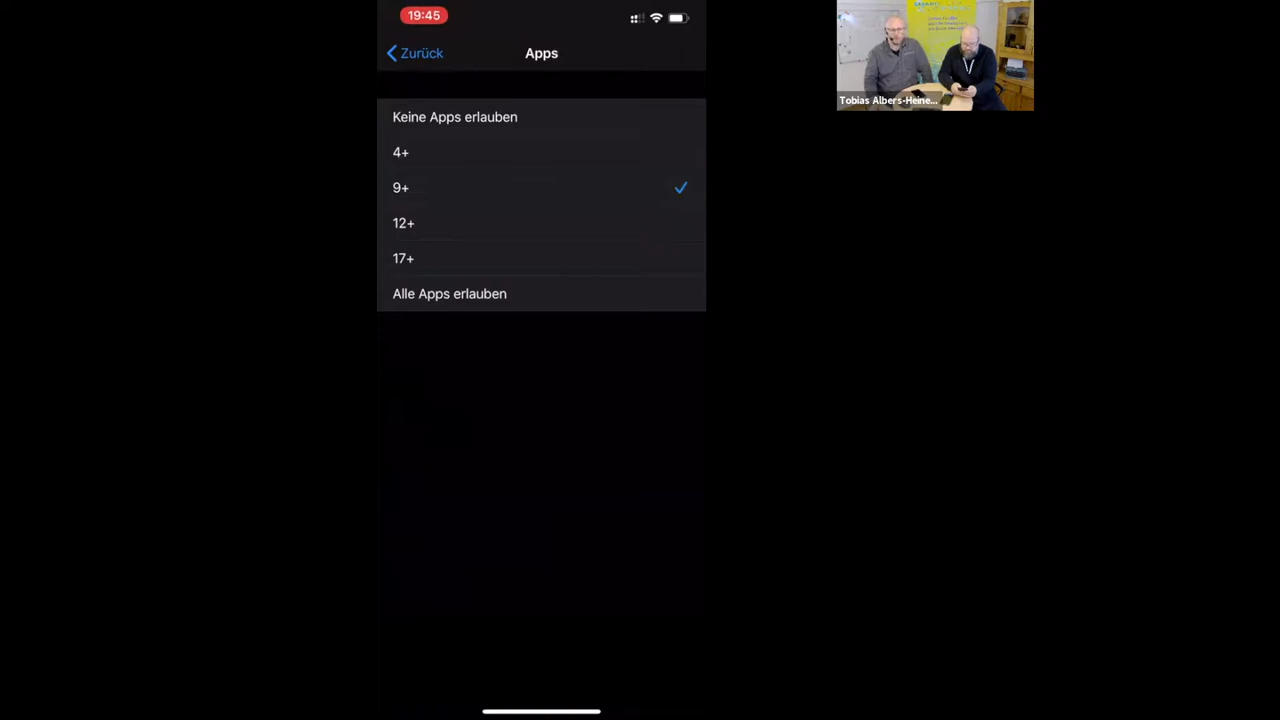 19:45
Zurück
Apps
Keine Apps erlauben
4+
9+
12+
17+
Alle Apps erlauben
Tobias Albers-Heine...